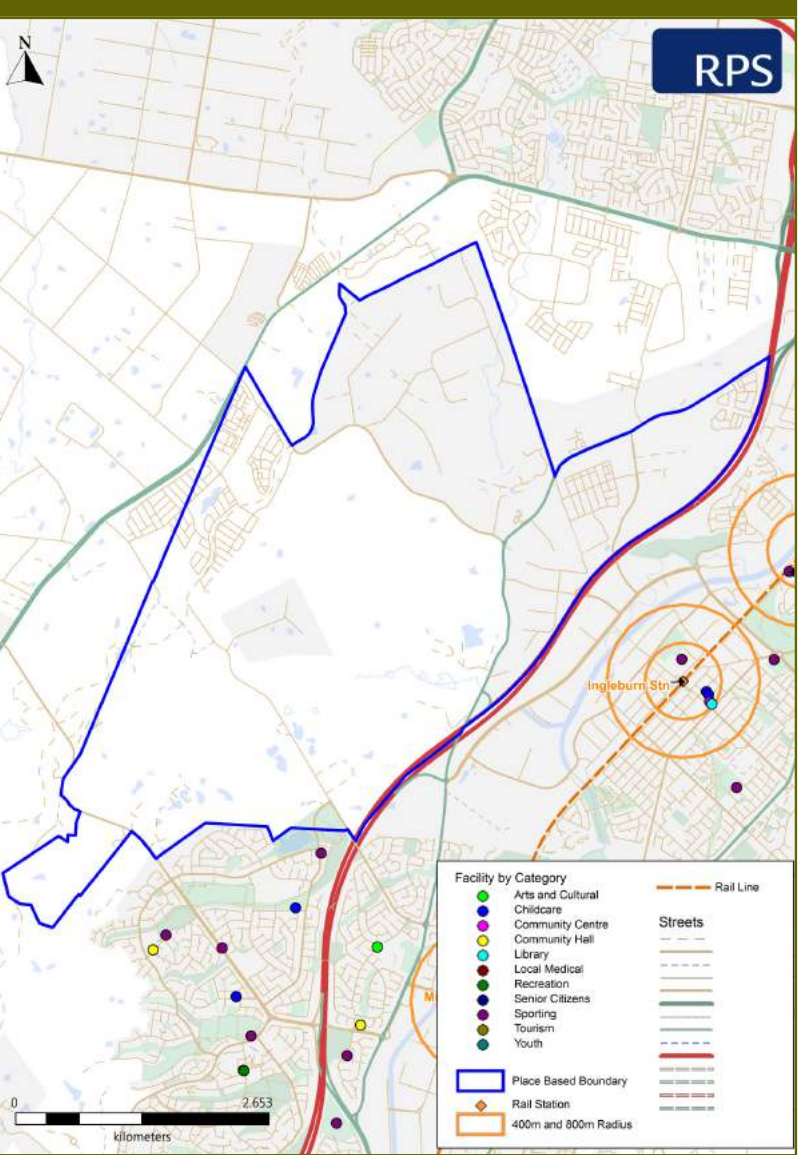 N
RPS
Ingleburn Stn
Mi
Facility by Category
Arts and Cultural
Childcare
Community Centre
Community Hall
Library
Local Medical
Recreation
Senior Citizens
Sporting
Tourism
Youth
Place Based Boundary
Rail Station
400m and 800m Radius
Rail Line
Streets
0 2.653
kilometers